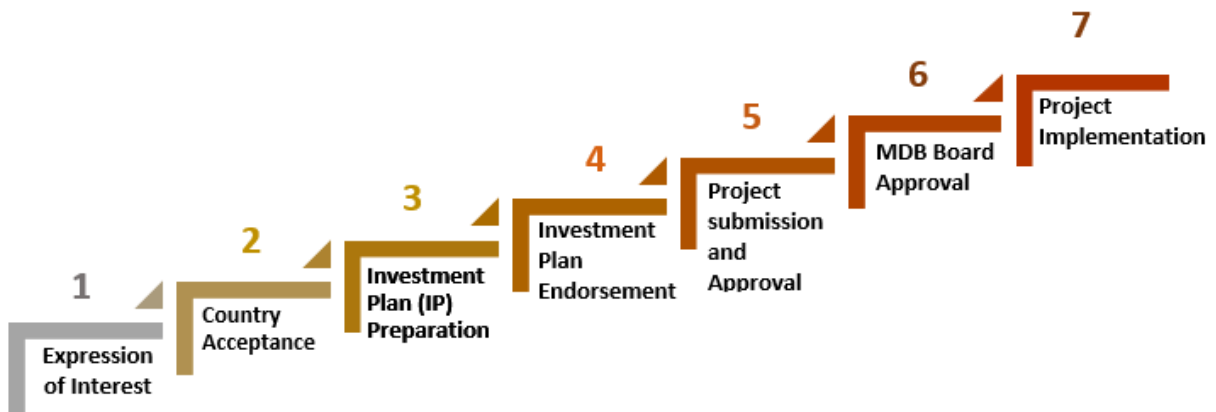 1
Expression
of Interest
2
Country
Acceptance
3
Investment
Plan (IP)
Preparation
4
Investment
Plan
Endorsement
5
Project
submission
and
Approval
6
MDB Board
Approval
7
Project
Implementation